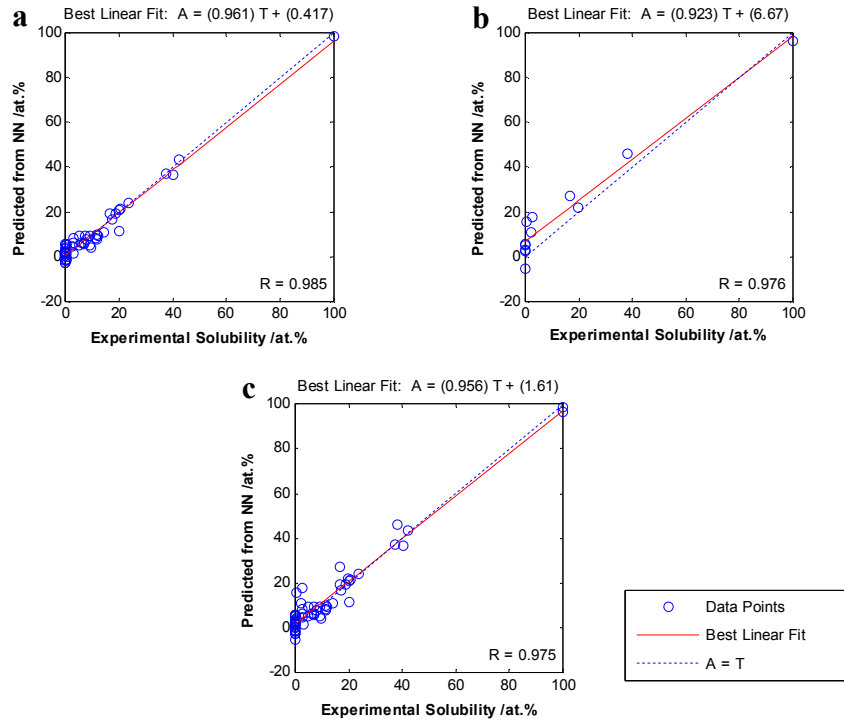 a
Best Linear Fit: A = (0.961) T + (0.417)
100
80
60
40
20
0
-20
Predicted from NN /at.%
R = 0.985
0 20 40 60 80 100
Experimental Solubility /at.%
b
Best Linear Fit: A = (0.923) T + (6.67)
100
80
60
40
20
0
-20
Predicted from NN /at.%
R = 0.976
0 20 40 60 80 100
Experimental Solubility /at.%
c
Best Linear Fit: A = (0.956) T + (1.61)
100
80
60
40
20
0
-20
Predicted from NN /at.%
R = 0.975
0 20 40 60 80 100
Experimental Solubility /at.%
Data Points
Best Linear Fit
A = T